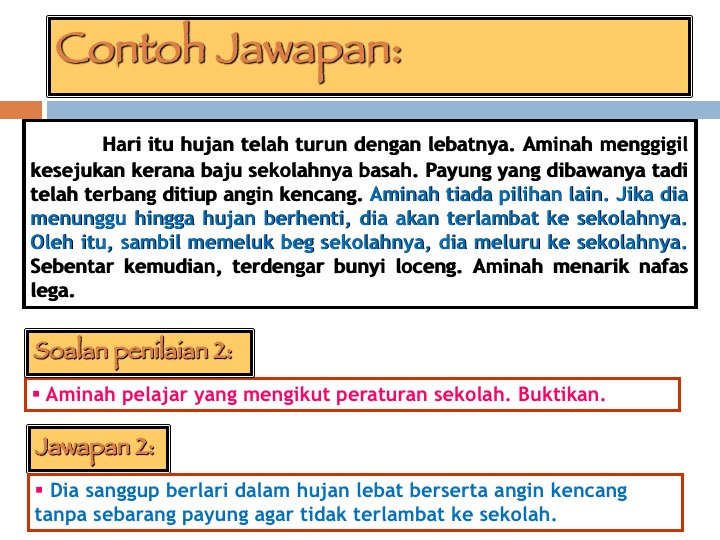 Contoh Jawapan:
Hari itu hujan telah turun dengan lebatnya. Aminah menggigil
kesejukan kerana baju sekolahnya basah. Payung yang dibawanya tadi
telah terbang ditiup angin kencang. Aminah tiada pilihan lain. Jika dia
menunggu hingga hujan berhenti, dia akan terlambat ke sekolahnya.
Oleh itu, sambil memeluk beg sekolahnya, dia meluru ke sekolahnya.
Sebentar kemudian, terdengar bunyi loceng. Aminah menarik nafas
lega.
Soalan penilaian 2:
▪ Aminah pelajar yang mengikut peraturan sekolah. Buktikan.
Jawapan 2:
▪ Dia sanggup berlari dalam hujan lebat berserta angin kencang
tanpa sebarang payung agar tidak terlambat ke sekolah.